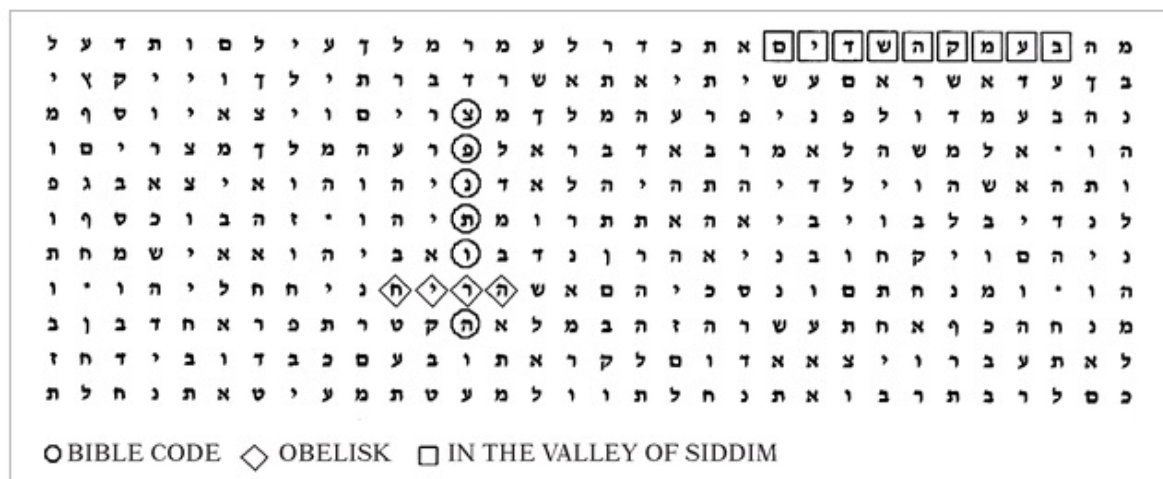 מ ה ב ע מ ק ה ש ד י ם א ת כ ד ר ל ע מ ר מ ל ך ע י ל ם ו ת ד ע ל
ב ך ע ד א ש ר א ם ע ש י ת י א ת א ש ר ד ב ר ת י ל ך ו י י ק ץ י
נ ה ב ע מ ד ו ל פ נ י פ ר ע ה מ ל ך מ צ ר י ם ו י צ א י ו ס ף מ
ה ו · א ל מ ש ה ל א מ ר ב א ד ב ר א ל פ ר ע ה מ ל ך מ צ ר י ם ו
ו ת ה א ש ה ו י ל ד י ה ת ה י ה ל א ד נ י ה ו ה ו א י צ א ב ג פ
ל נ ד י ב ל ב ו י ב י א ה א ת ת ר ו מ ת י ה ו · ז ה ב ו כ ס ף ו
נ י ה ם ו י ק ח ו ב נ י א ה ר ן נ ד ב ו א ב י ה ו א א י ש מ ח ת
ה ו · ו מ נ ח ת ם ו נ ס כ י ה ם א ש ה ר י ח נ י ח ח ל י ה ו · ו
מ נ ח ה כ ף א ח ת ע ש ר ה ז ה ב מ ל א ה ק ט ר ת פ ר א ח ד ב ן ב
ל א ת ע ב ר ו י צ א א ד ו ם ל ק ר א ת ו ב ע ם כ ב ד ו ב י ד ח ז
כ ם ל ר ב ת ר ב ו א ת נ ח ל ת ו ו ל מ ע ט ת מ ע י ט א ת נ ח ל ת
BIBLE CODE OBELISK IN THE VALLEY OF SIDDIM